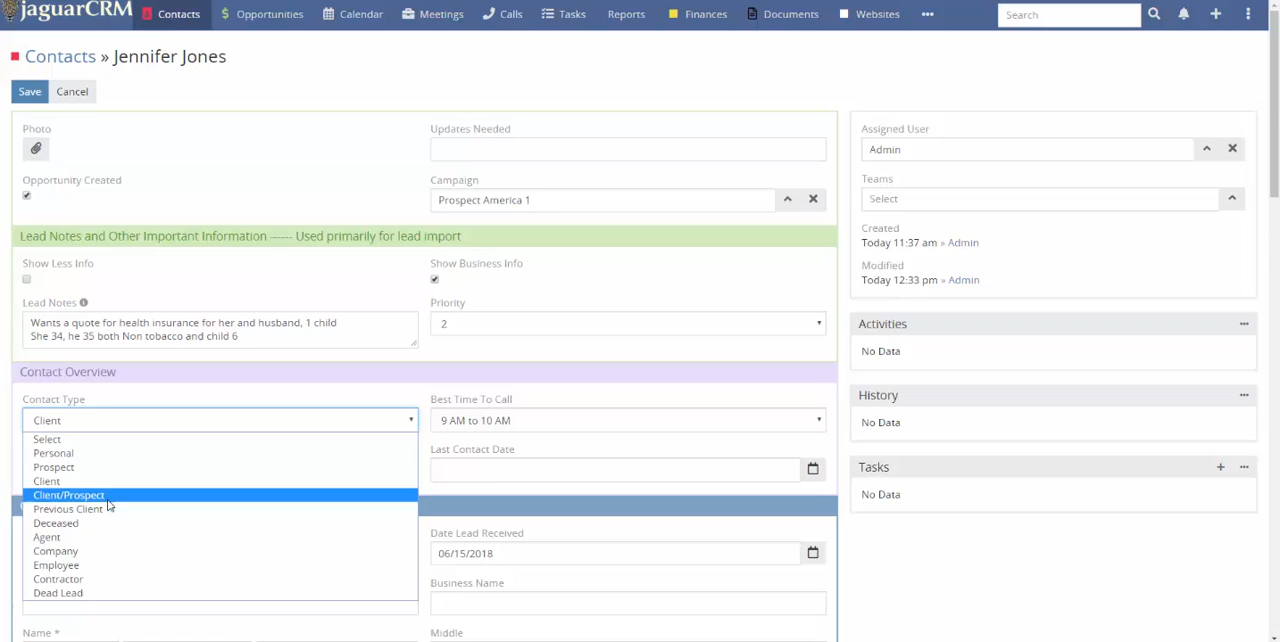 jaguarCRM Contacts $ Opportunities Calendar Meetings Calls Tasks Reports Finances Documents Websites ••• Search
Contacts » Jennifer Jones
Save Cancel
Photo
Updates Needed
Opportunity Created
Campaign
Prospect America 1
Lead Notes and Other Important Information ------ Used primarily for lead import
Show Less Info
Show Business Info
Lead Notes
Wants a quote for health insurance for her and husband, 1 child
She 34, he 35 both Non tobacco and child 6
Priority
2
Contact Overview
Contact Type
Client
Select
Personal
Prospect
Client
Client/Prospect
Previous Client
Deceased
Agent
Company
Employee
Contractor
Dead Lead
Best Time To Call
9 AM to 10 AM
Last Contact Date
Date Lead Received
06/15/2018
Business Name
Name *
Middle
Assigned User
Admin
Teams
Select
Created
Today 11:37 am » Admin
Modified
Today 12:33 pm » Admin
Activities
No Data
History
No Data
Tasks
No Data